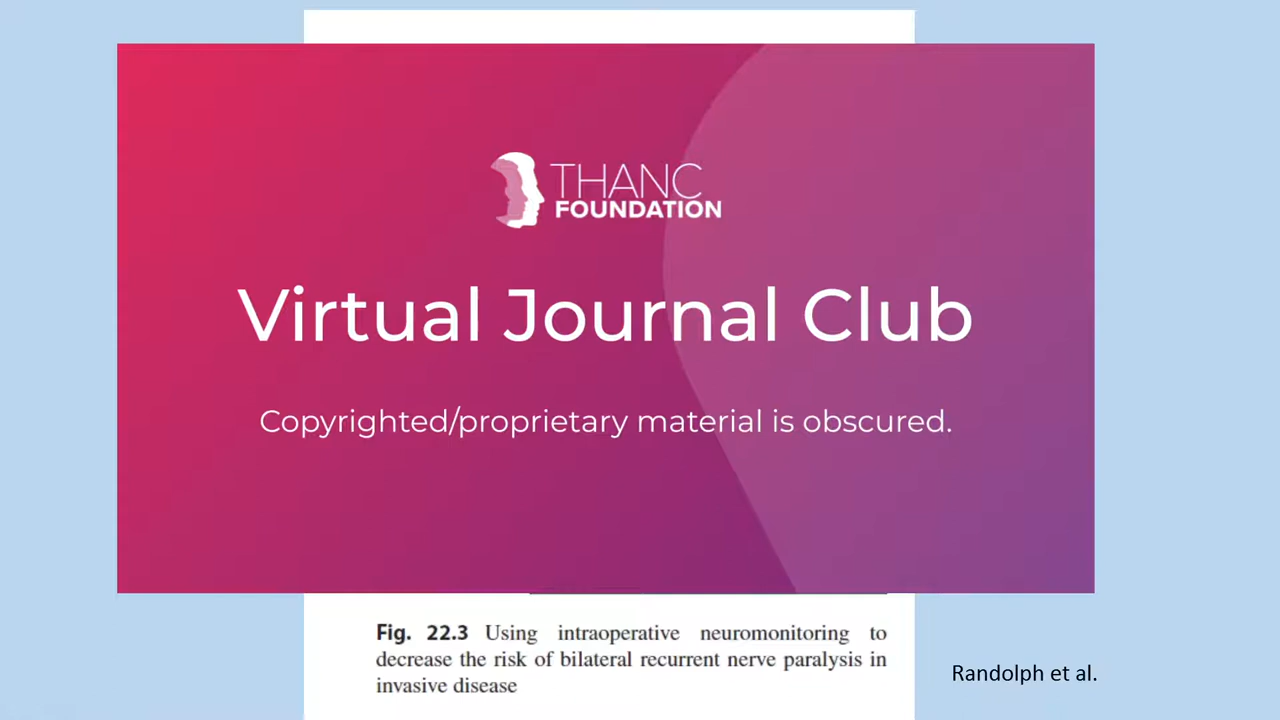 THANC
FOUNDATION
Virtual Journal Club
Copyrighted/proprietary material is obscured.
Fig. 22.3 Using intraoperative neuromonitoring to
decrease the risk of bilateral recurrent nerve paralysis in
invasive disease
Randolph et al.